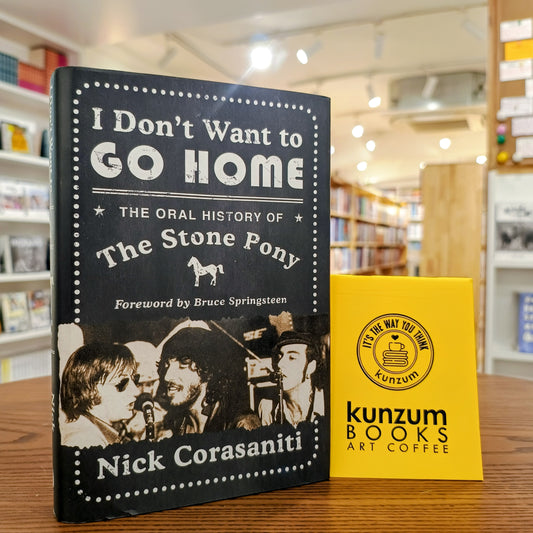 I Don't Want to
GO HOME
THE ORAL HISTORY OF
The Stone Pony
Foreword by Bruce Springsteen
Nick Corasaniti
IT'S THE WAY YOU THINK
kunzum
kunzum
BOOKS
ART COFFEE